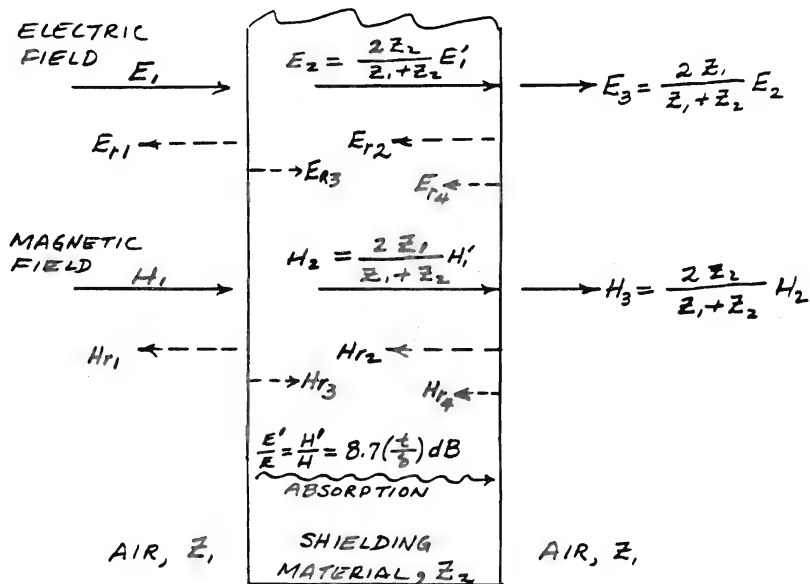 ELECTRIC
FIELD
E₁
E₂ = 2Z₂/(Z₁+Z₂) E₁'
E₃ = 2Z₁/(Z₁+Z₂) E₂
Er1
Er2
ER3
Er4
MAGNETIC
FIELD
H₁
H₂ = 2Z₁/(Z₁+Z₂) H₁'
H₃ = 2Z₂/(Z₁+Z₂) H₂
Hr1
Hr2
Hr3
Hr4
E'/E = H'/H = 8.7(t/δ) dB
ABSORPTION
AIR, Z₁
SHIELDING
MATERIAL, Z₂
AIR, Z₁